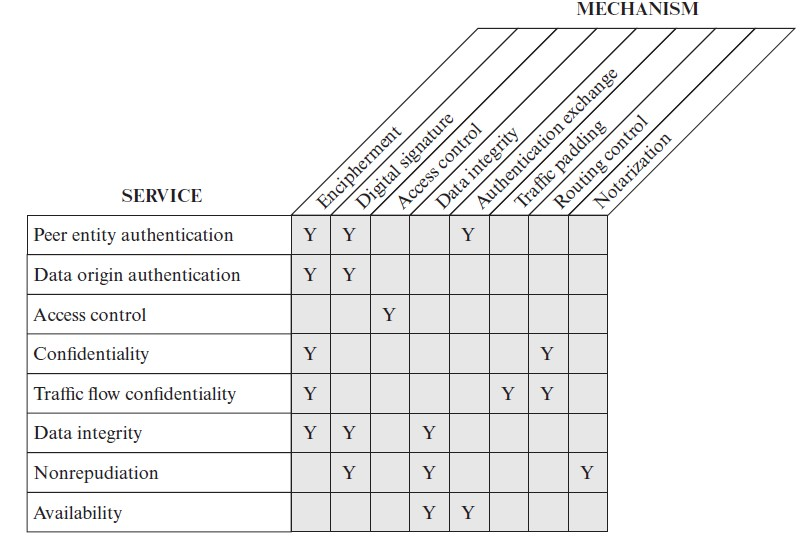 MECHANISM
Encipherment
Digital signature
Access control
Data integrity
Authentication exchange
Traffic padding
Routing control
Notarization
SERVICE
Peer entity authentication Y Y Y
Data origin authentication Y Y
Access control Y
Confidentiality Y Y
Traffic flow confidentiality Y Y Y
Data integrity Y Y Y
Nonrepudiation Y Y Y
Availability Y Y